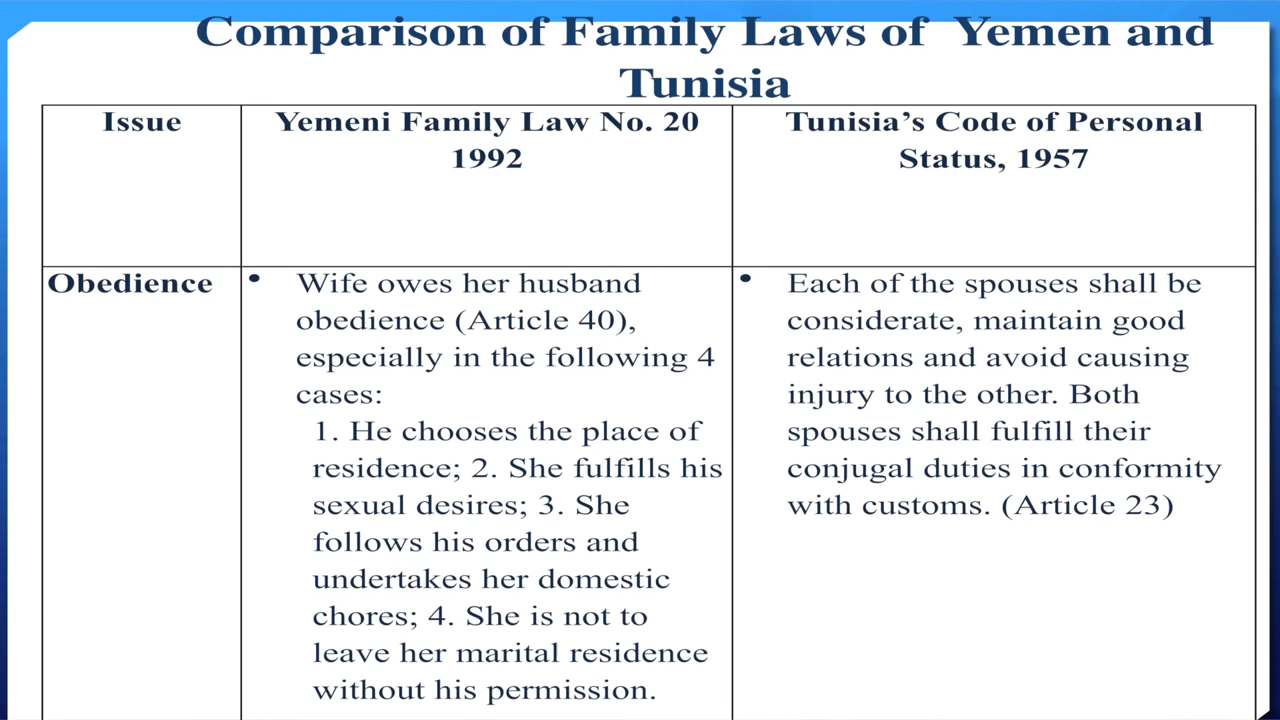 Comparison of Family Laws of Yemen and
Tunisia
Issue
Yemeni Family Law No. 20
1992
Tunisia’s Code of Personal
Status, 1957
Obedience
• Wife owes her husband
obedience (Article 40),
especially in the following 4
cases:
1. He chooses the place of
residence; 2. She fulfills his
sexual desires; 3. She
follows his orders and
undertakes her domestic
chores; 4. She is not to
leave her marital residence
without his permission.
• Each of the spouses shall be
considerate, maintain good
relations and avoid causing
injury to the other. Both
spouses shall fulfill their
conjugal duties in conformity
with customs. (Article 23)